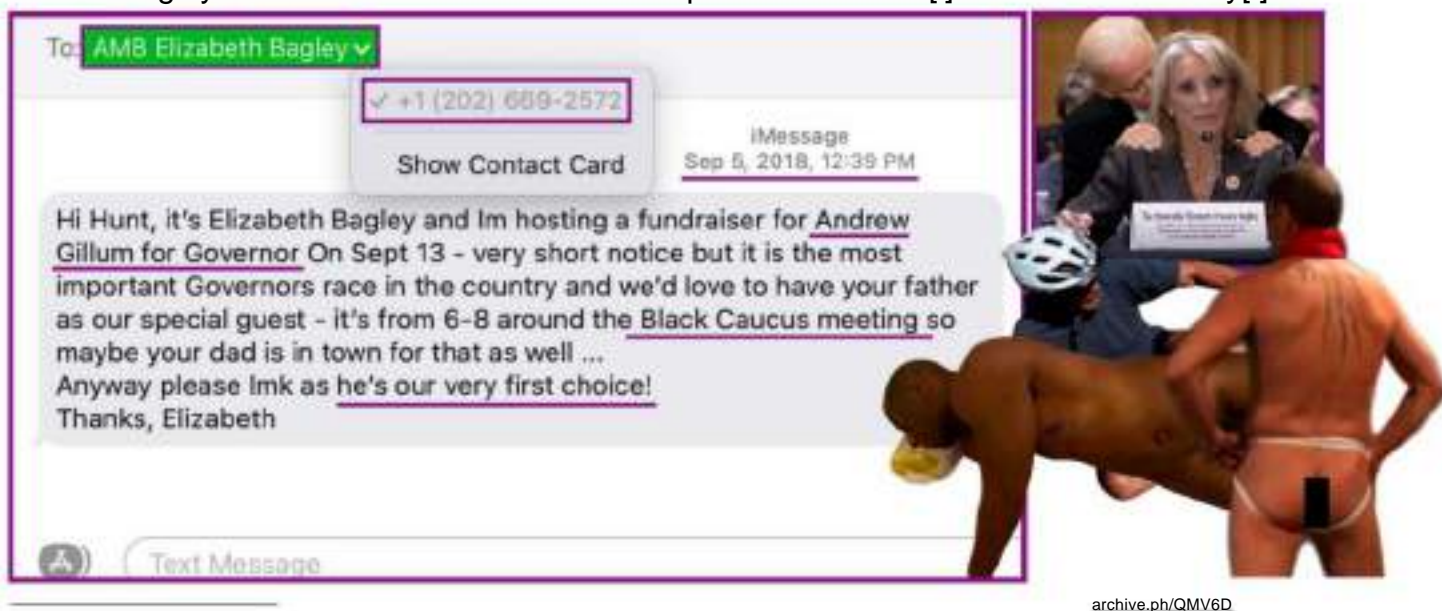 To: AMB Elizabeth Bagley
+1 (202) 669-2572
Show Contact Card
iMessage
Sep 5, 2018, 12:39 PM
Hi Hunt, it's Elizabeth Bagley and Im hosting a fundraiser for Andrew
Gillum for Governor On Sept 13 - very short notice but it is the most
important Governors race in the country and we'd love to have your father
as our special guest - it's from 6-8 around the Black Caucus meeting so
maybe your dad is in town for that as well ...
Anyway please lmk as he's our very first choice!
Thanks, Elizabeth
Text Message
archive.ph/QMV6D